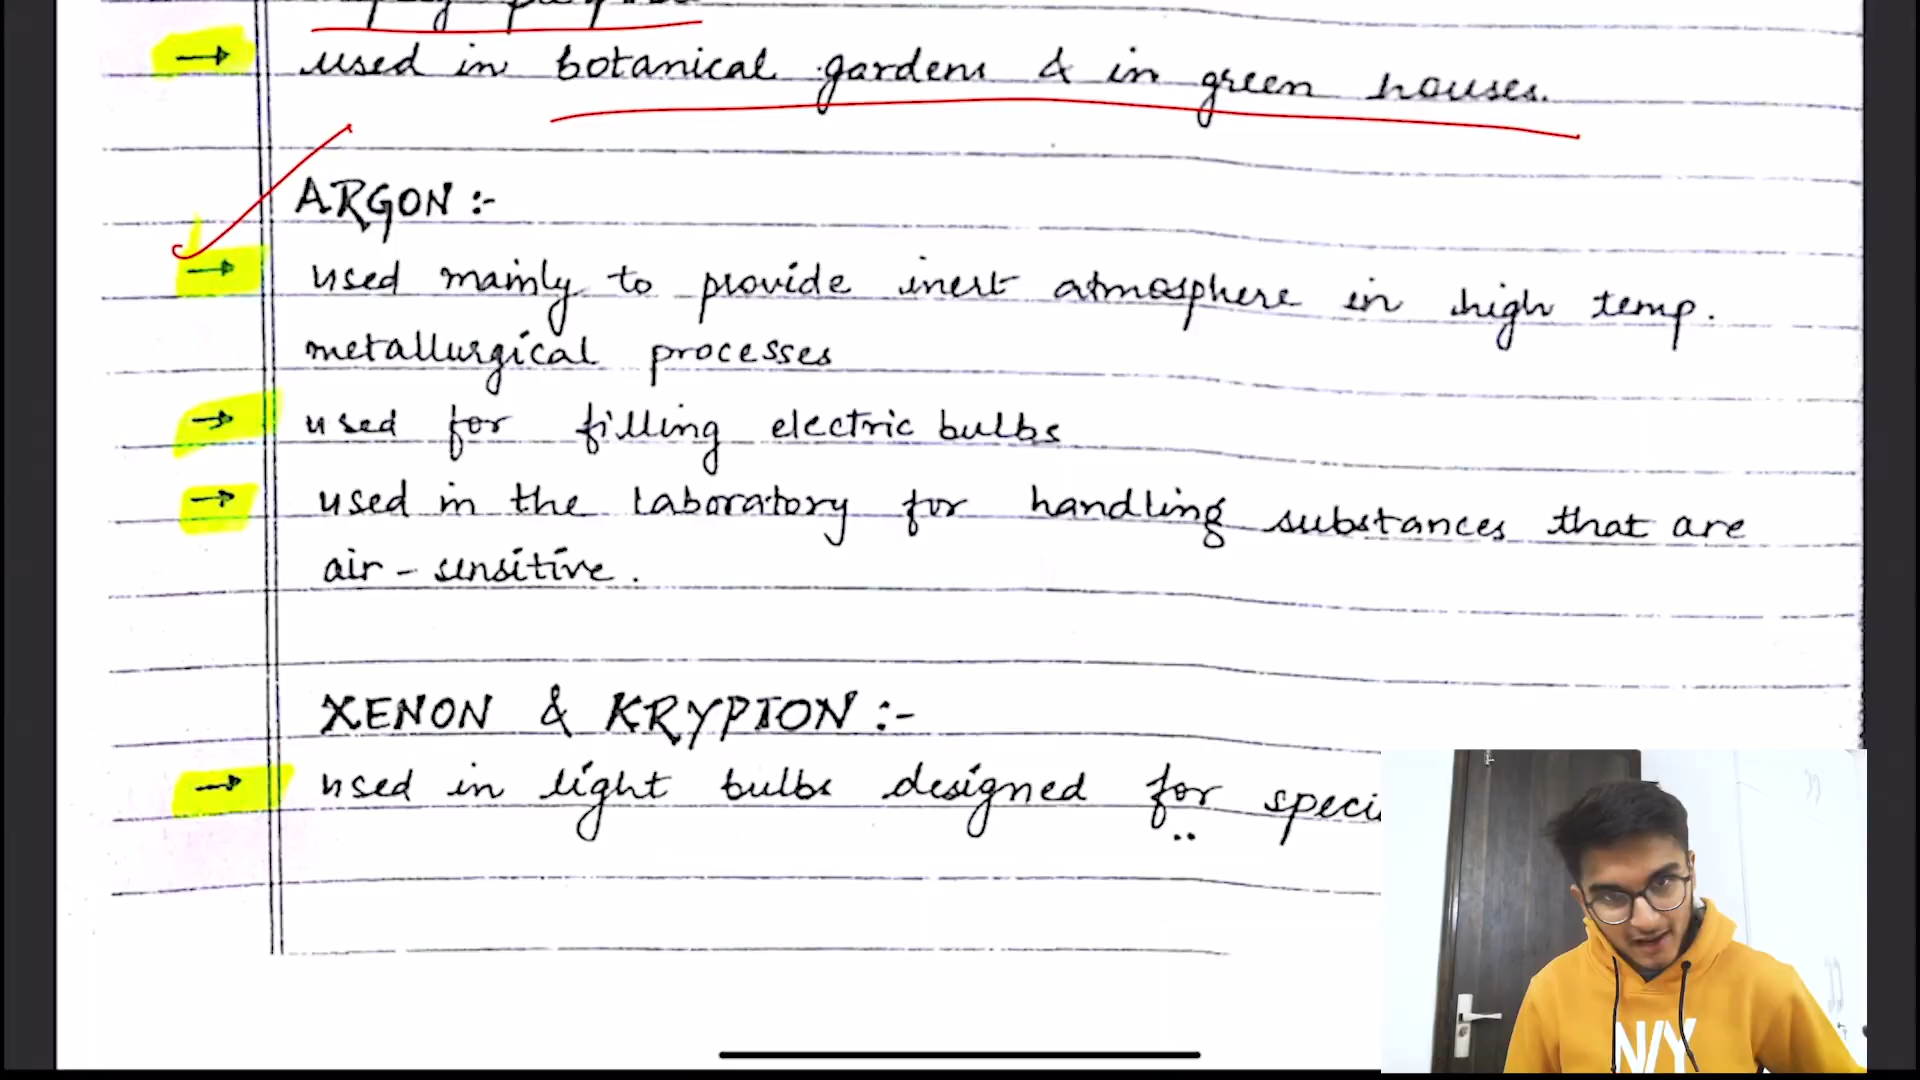 → used in botanical gardens & in green houses.
ARGON :-
→ used mainly to provide inert atmosphere in high temp.
metallurgical processes
→ used for filling electric bulbs
→ used in the laboratory for handling substances that are
air-sensitive.
XENON & KRYPTON :-
→ used in light bulbs designed for
N/Y